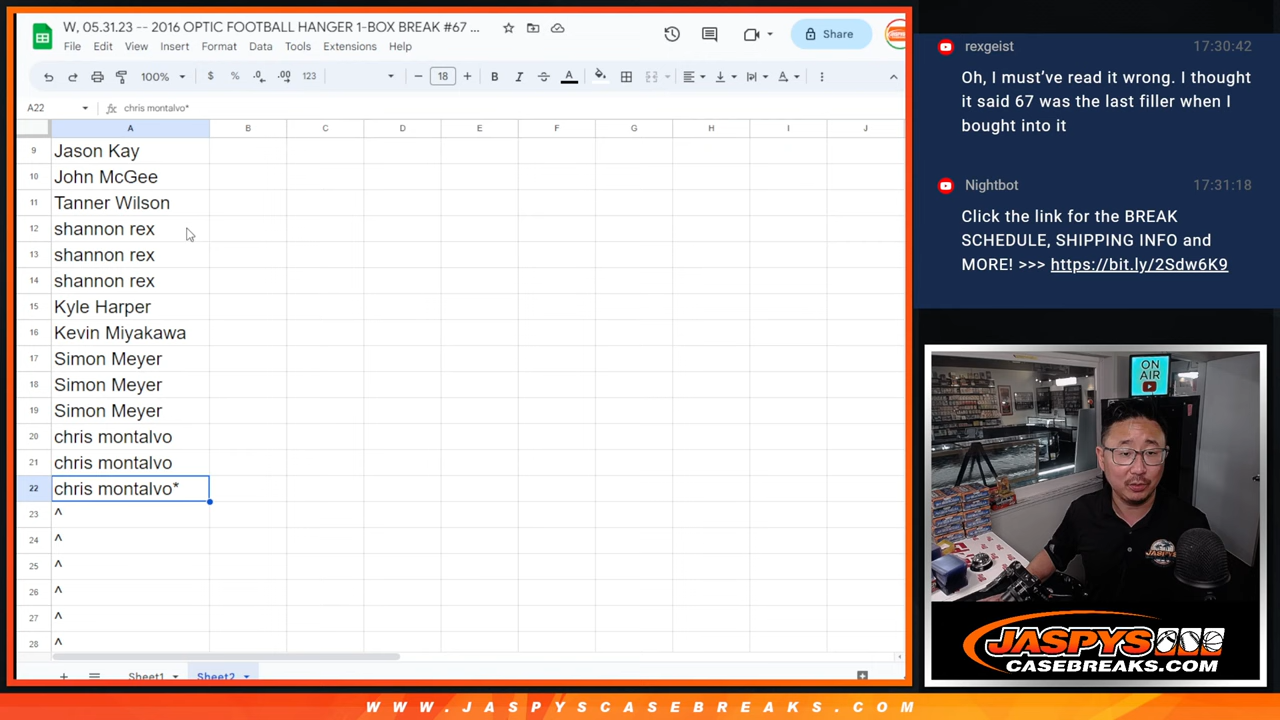 W, 05.31.23 -- 2016 OPTIC FOOTBALL HANGER 1-BOX BREAK #67 ...
File Edit View Insert Format Data Tools Extensions Help
Share
100% $ % .0 .00 123 18 B I A
A22 fx chris montalvo*
A B C D E F G H I J
9 Jason Kay
10 John McGee
11 Tanner Wilson
12 shannon rex
13 shannon rex
14 shannon rex
15 Kyle Harper
16 Kevin Miyakawa
17 Simon Meyer
18 Simon Meyer
19 Simon Meyer
20 chris montalvo
21 chris montalvo
22 chris montalvo*
23 ^
24 ^
25 ^
26 ^
27 ^
28 ^
Sheet1 Sheet2
rexgeist 17:30:42
Oh, I must’ve read it wrong. I thought
it said 67 was the last filler when I
bought into it
Nightbot 17:31:18
Click the link for the BREAK
SCHEDULE, SHIPPING INFO and
MORE! >>> https://bit.ly/2Sdw6K9
ON
AIR
JASPYS
JASPYS
CASEBREAKS.COM
WWW.JASPYSCASEBREAKS.COM